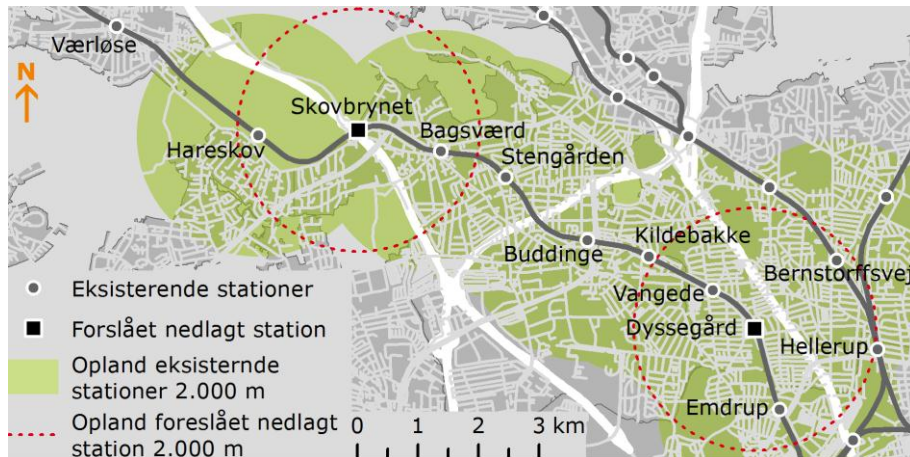 Værløse
N
Skovbrynet
Hareskov
Bagsværd
Stengården
Buddinge
Kildebakke
Bernstorffsvej
Vangede
Dyssegård
Hellerup
Emdrup
Eksisterende stationer
Forslået nedlagt station
Opland eksisternde
stationer 2.000 m
Opland foreslået nedlagt
station 2.000 m
0 1 2 3 km